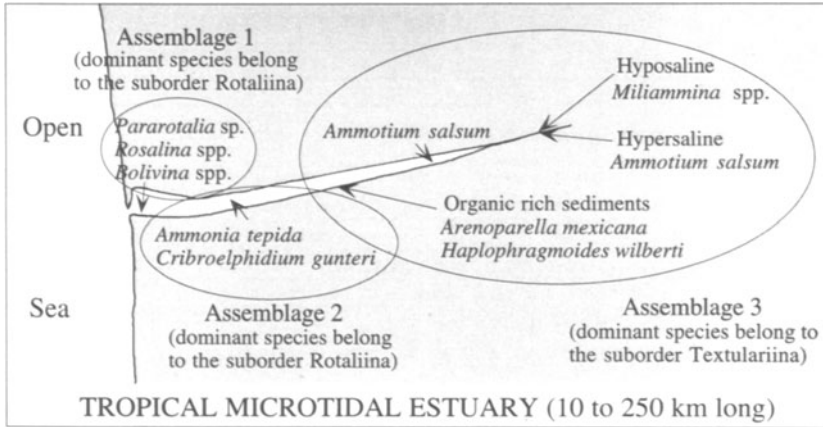 Assemblage 1
(dominant species belong
to the suborder Rotaliina)
Open
Pararotalia sp.
Rosalina spp.
Bolivina spp.
Ammotium salsum
Hyposaline
Miliammina spp.
Hypersaline
Ammotium salsum
Organic rich sediments
Arenoparella mexicana
Haplophragmoides wilberti
Ammonia tepida
Cribroelphidium gunteri
Sea
Assemblage 2
(dominant species belong
to the suborder Rotaliina)
Assemblage 3
(dominant species belong to
the suborder Textulariina)
TROPICAL MICROTIDAL ESTUARY (10 to 250 km long)